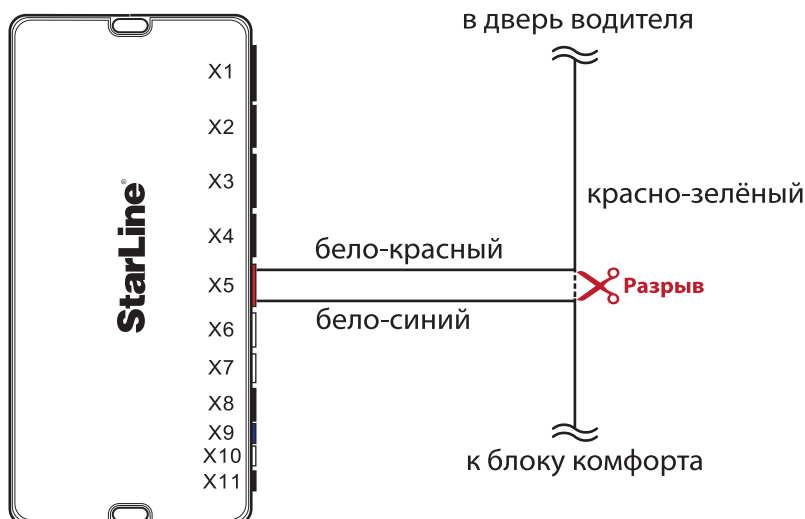 в дверь водителя
X1
X2
X3
красно-зелёный
X4
бело-красный
X5
Разрыв
StarLine®
бело-синий
X6
X7
X8
X9
X10
к блоку комфорта
X11